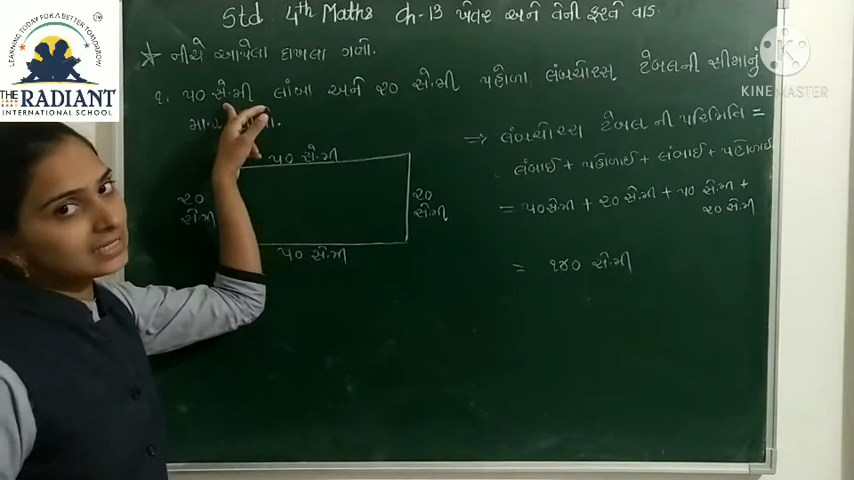 LEARNING TODAY FOR A BETTER TOMORROW
THE RADIANT
INTERNATIONAL SCHOOL
K
KINEMASTER
Std 4th Maths ch-13 ખેતર અને તેની ફરતે વાડ.
નીચે આપેલા દાખલા ગણો.
૧. ૫૦ સે.મી લાંબા અને ૨૦ સે.મી પહોળા લંબચોરસ ટેબલની સીમાનું
૫૦ સે.મી
૨૦
સે.મી
૨૦
સે.મી
૫૦ સે.મી
⇒ લંબચોરસ ટેબલ ની પરિમિતિ =
લંબાઈ + પહોળાઈ + લંબાઈ + પહોળાઈ
= ૫૦સેમી + ૨૦ સે.મી + ૫૦ સે.મી +
૨૦ સે.મી
= ૧૪૦ સે.મી